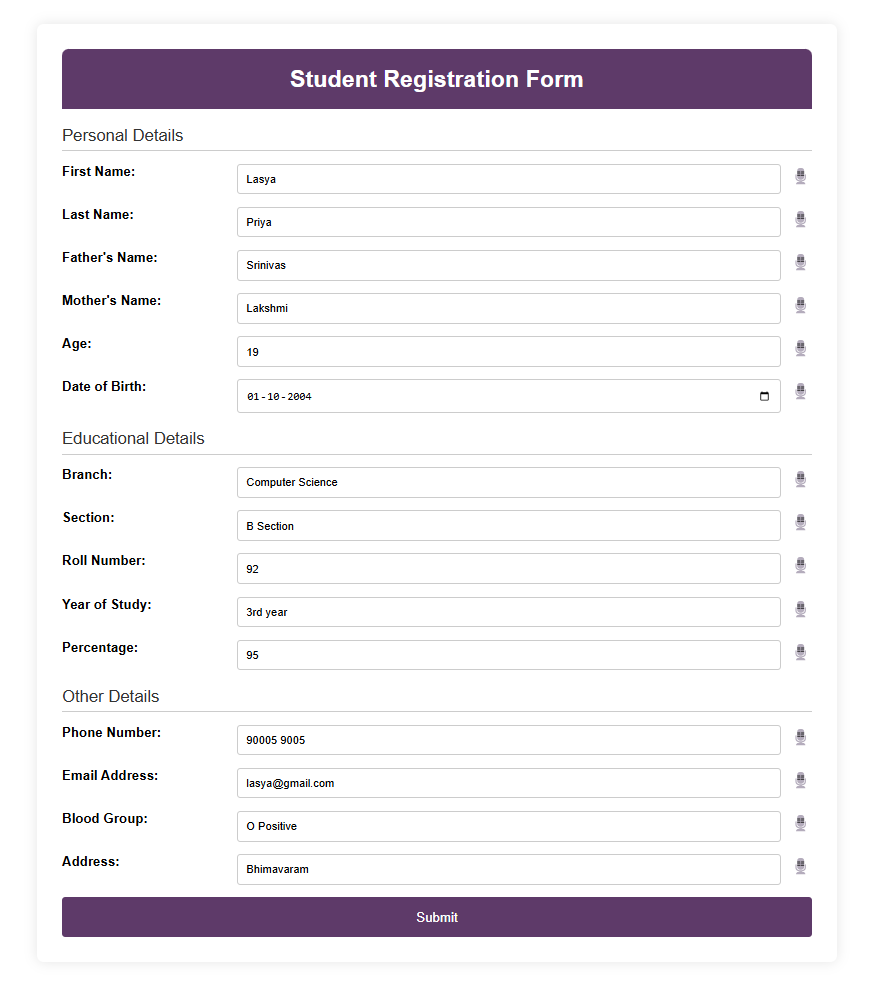 Student Registration Form
Personal Details
First Name: Lasya
Last Name: Priya
Father's Name: Srinivas
Mother's Name: Lakshmi
Age: 19
Date of Birth: 01-10-2004
Educational Details
Branch: Computer Science
Section: B Section
Roll Number: 92
Year of Study: 3rd year
Percentage: 95
Other Details
Phone Number: 90005 9005
Email Address: lasya@gmail.com
Blood Group: O Positive
Address: Bhimavaram
Submit